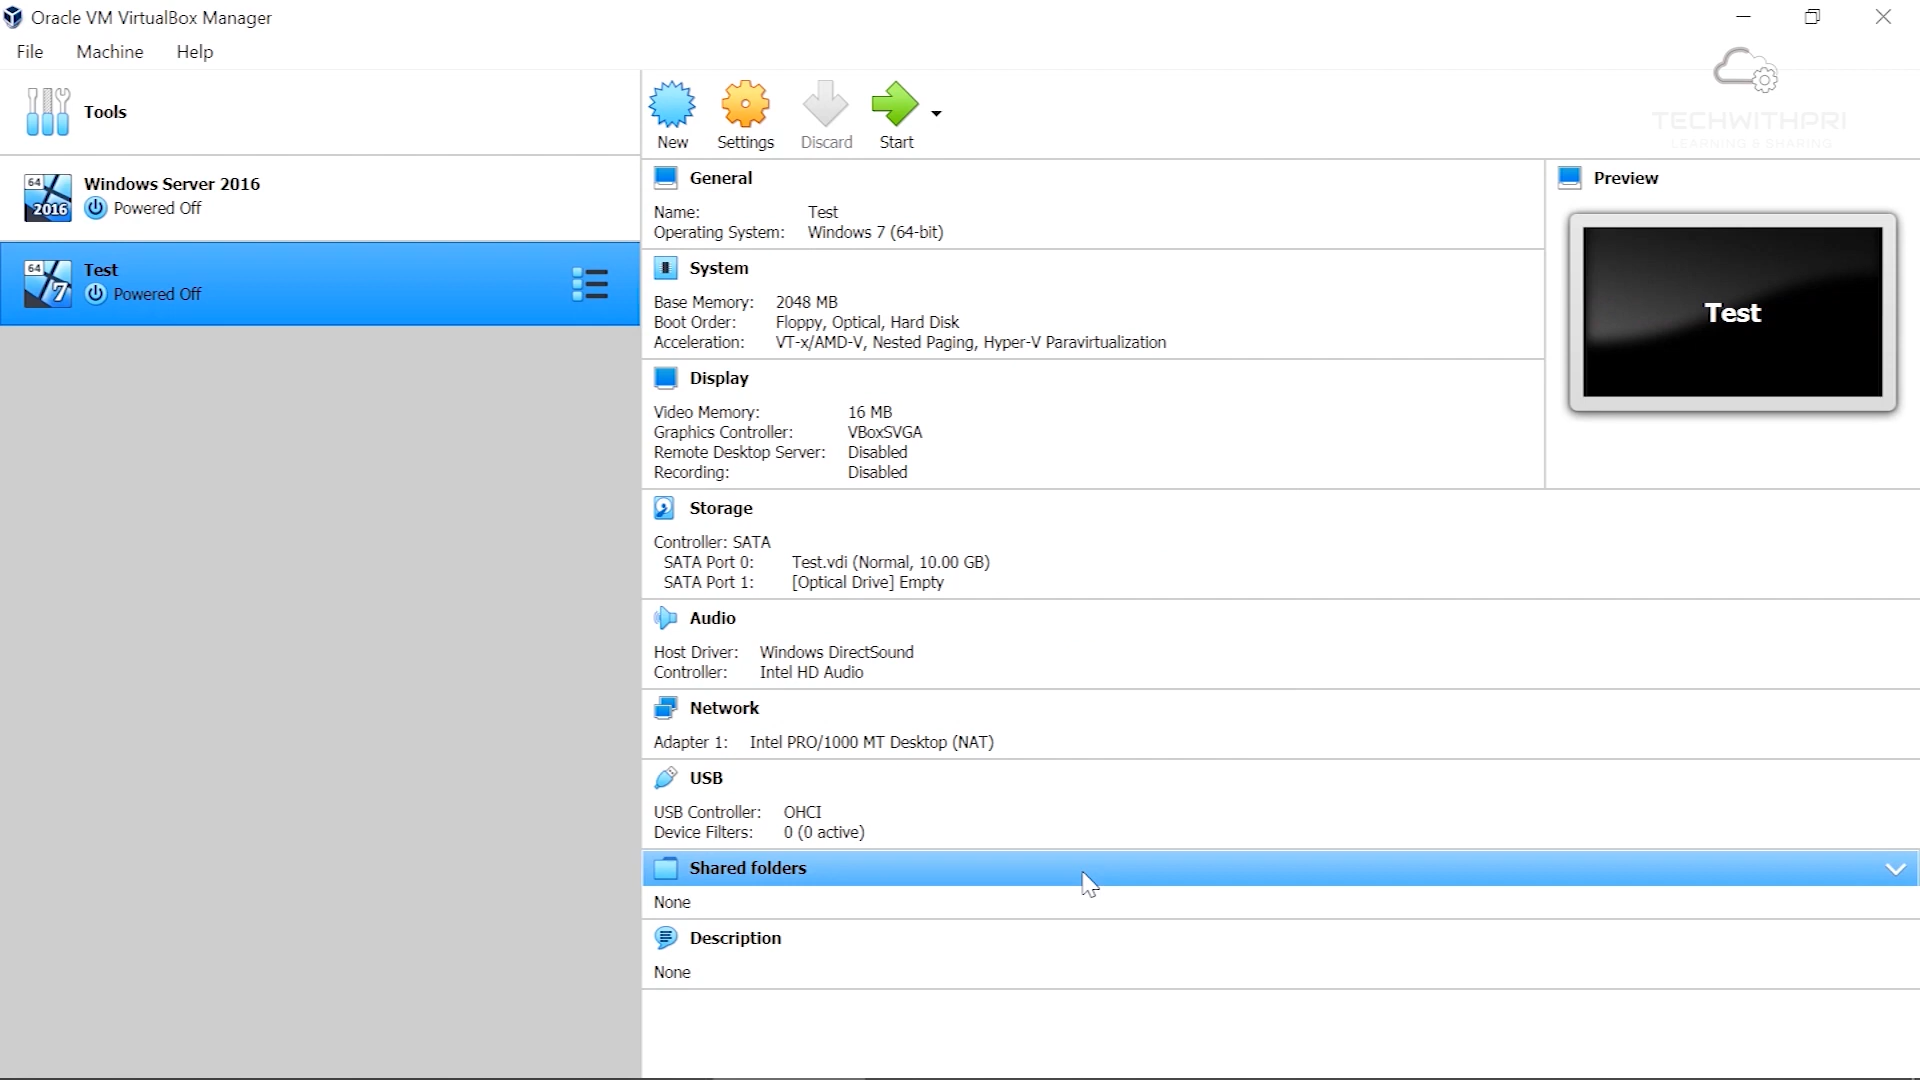 Oracle VM VirtualBox Manager
File Machine Help
TECHWITHPRI
LEARNING & SHARING
Tools
New Settings Discard Start
64
2016
Windows Server 2016
Powered Off
64
7
Test
Powered Off
General
Name: Test
Operating System: Windows 7 (64-bit)
Preview
Test
System
Base Memory: 2048 MB
Boot Order: Floppy, Optical, Hard Disk
Acceleration: VT-x/AMD-V, Nested Paging, Hyper-V Paravirtualization
Display
Video Memory: 16 MB
Graphics Controller: VBoxSVGA
Remote Desktop Server: Disabled
Recording: Disabled
Storage
Controller: SATA
SATA Port 0: Test.vdi (Normal, 10.00 GB)
SATA Port 1: [Optical Drive] Empty
Audio
Host Driver: Windows DirectSound
Controller: Intel HD Audio
Network
Adapter 1: Intel PRO/1000 MT Desktop (NAT)
USB
USB Controller: OHCI
Device Filters: 0 (0 active)
Shared folders
None
Description
None